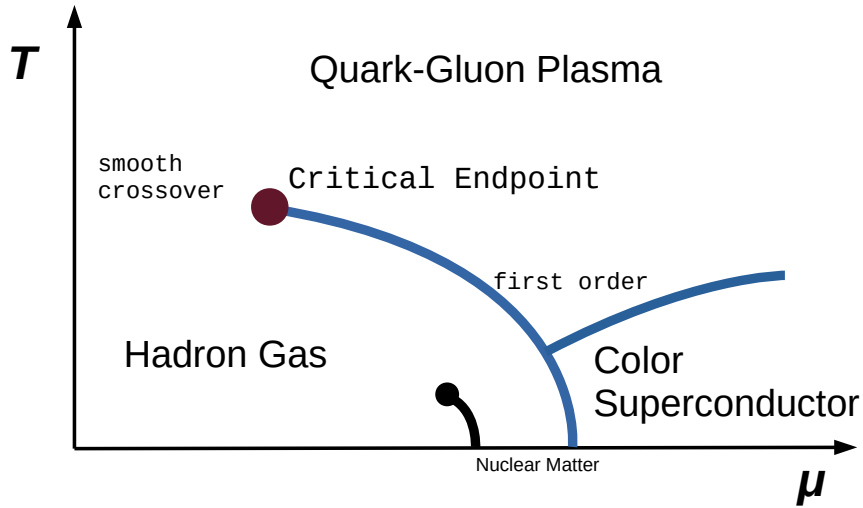 T
Quark-Gluon Plasma
smooth
crossover
Critical Endpoint
first order
Hadron Gas
Color
Superconductor
Nuclear Matter
μ